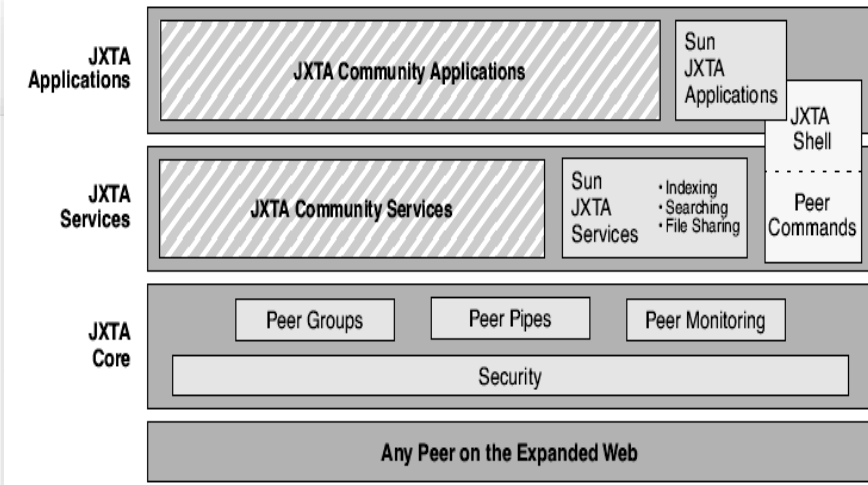 JXTA
Applications
JXTA Community Applications
Sun
JXTA
Applications
JXTA
Shell
Peer
Commands
JXTA
Services
JXTA Community Services
Sun
JXTA
Services
• Indexing
• Searching
• File Sharing
JXTA
Core
Peer Groups
Peer Pipes
Peer Monitoring
Security
Any Peer on the Expanded Web